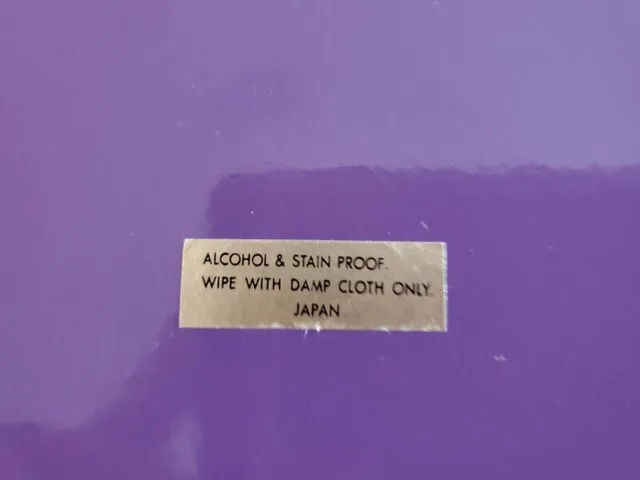 ALCOHOL & STAIN PROOF.
WIPE WITH DAMP CLOTH ONLY.
JAPAN